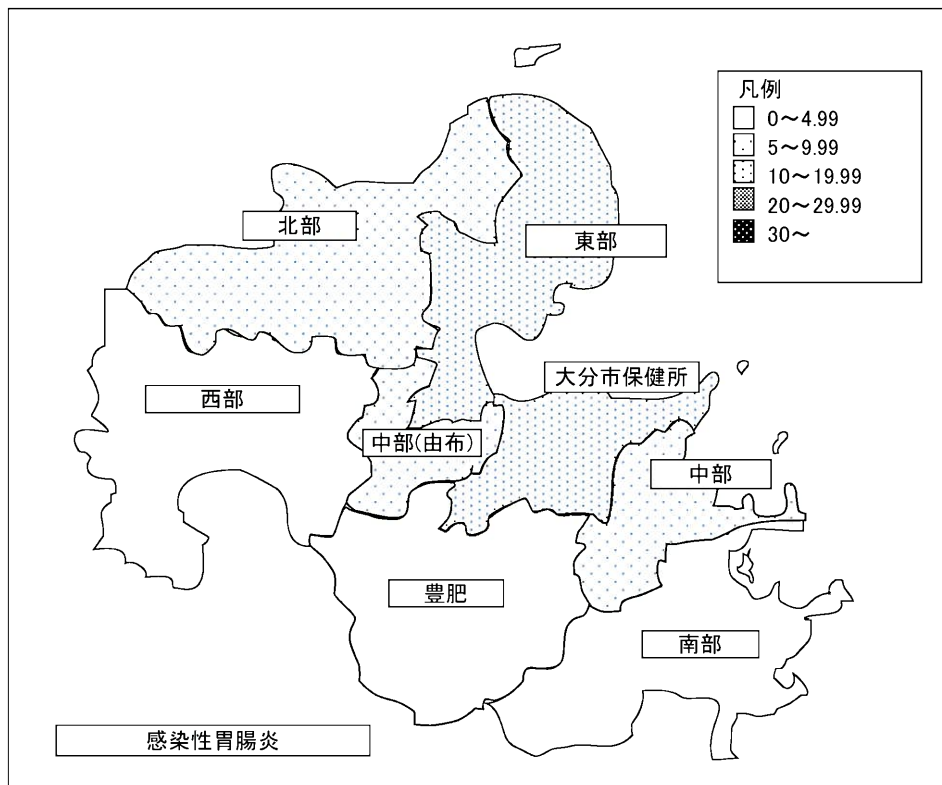 凡例
0～4.99
5～9.99
10～19.99
20～29.99
30～
北部
東部
大分市保健所
西部
中部(由布)
中部
豊肥
南部
感染性胃腸炎